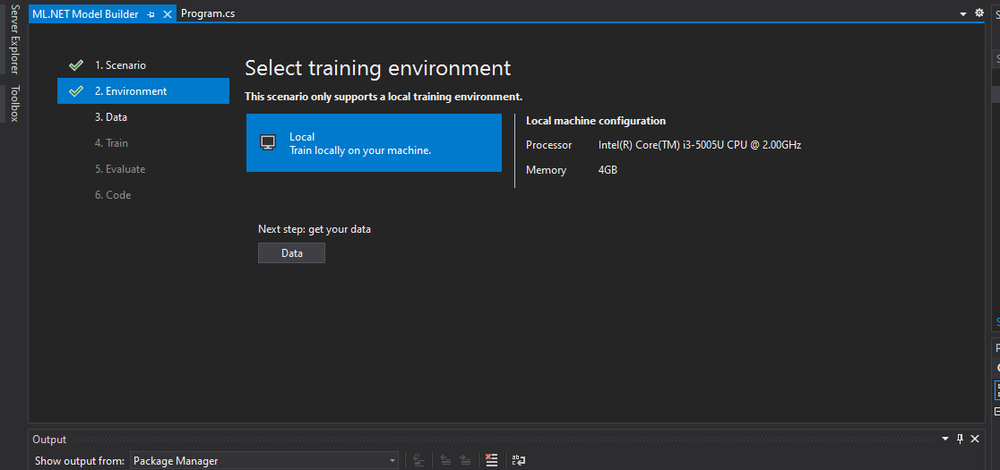 ML.NET Model Builder
Program.cs
Server Explorer
Toolbox
1. Scenario
2. Environment
3. Data
4. Train
5. Evaluate
6. Code
Select training environment
This scenario only supports a local training environment.
Local
Train locally on your machine.
Local machine configuration
Processor Intel(R) Core(TM) i3-5005U CPU @ 2.00GHz
Memory 4GB
Next step: get your data
Data
Output
Show output from: Package Manager